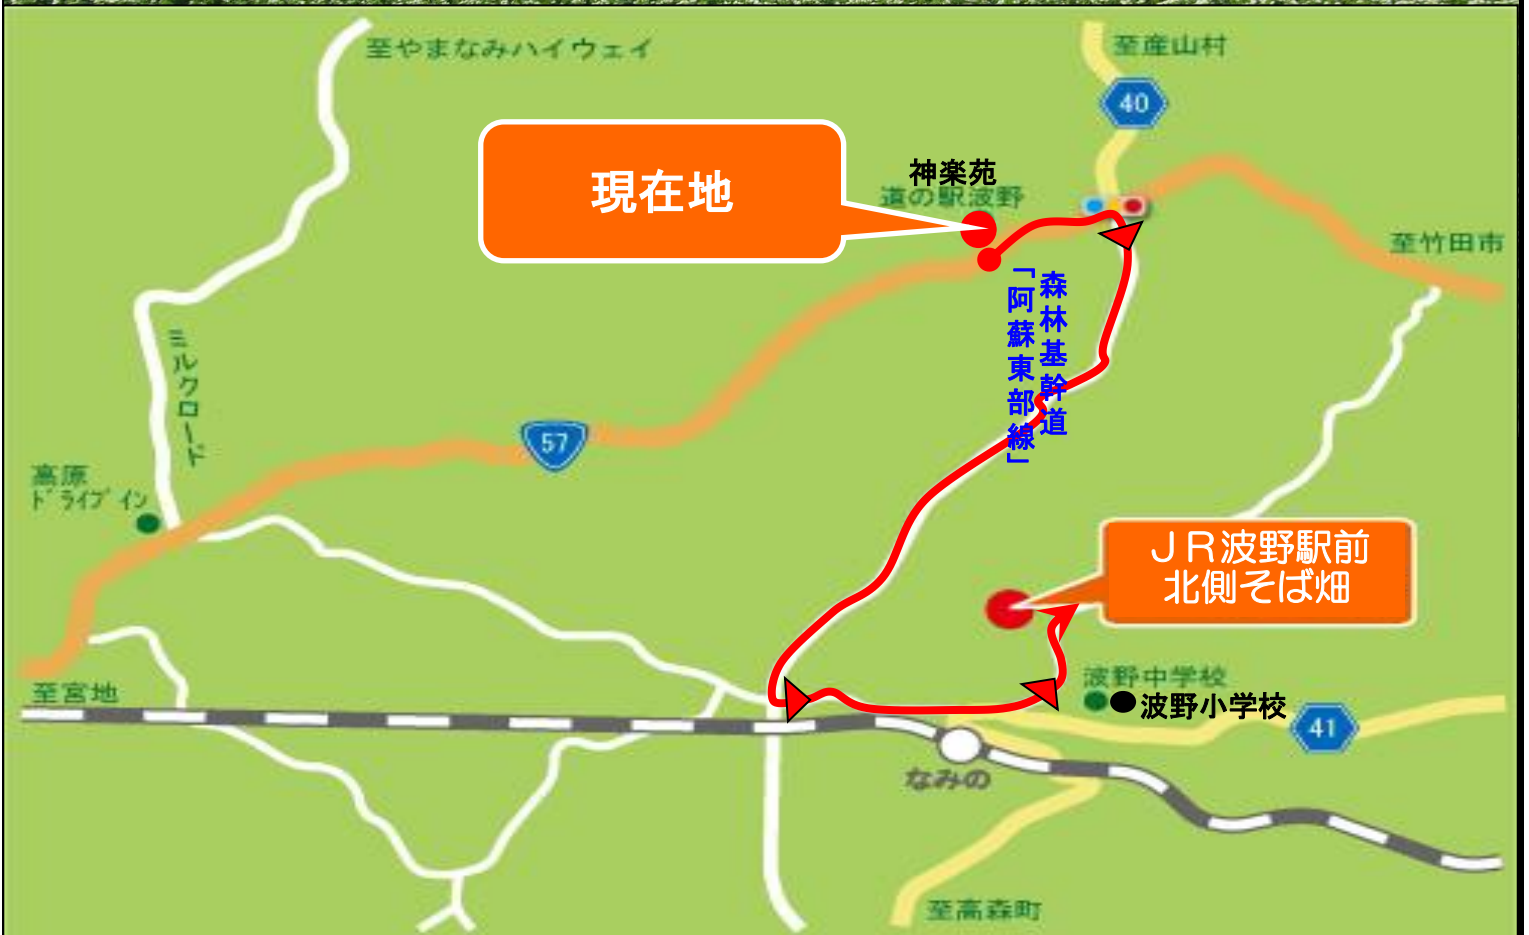 至やまなみハイウェイ
至産山村
40
現在地
神楽苑
道の駅波野
至竹田市
森林基幹道
「阿蘇東部線」
ミルクロード
57
高原
ドライブイン
JR波野駅前
北側そば畑
至宮地
波野中学校
波野小学校
41
なみの
至高森町